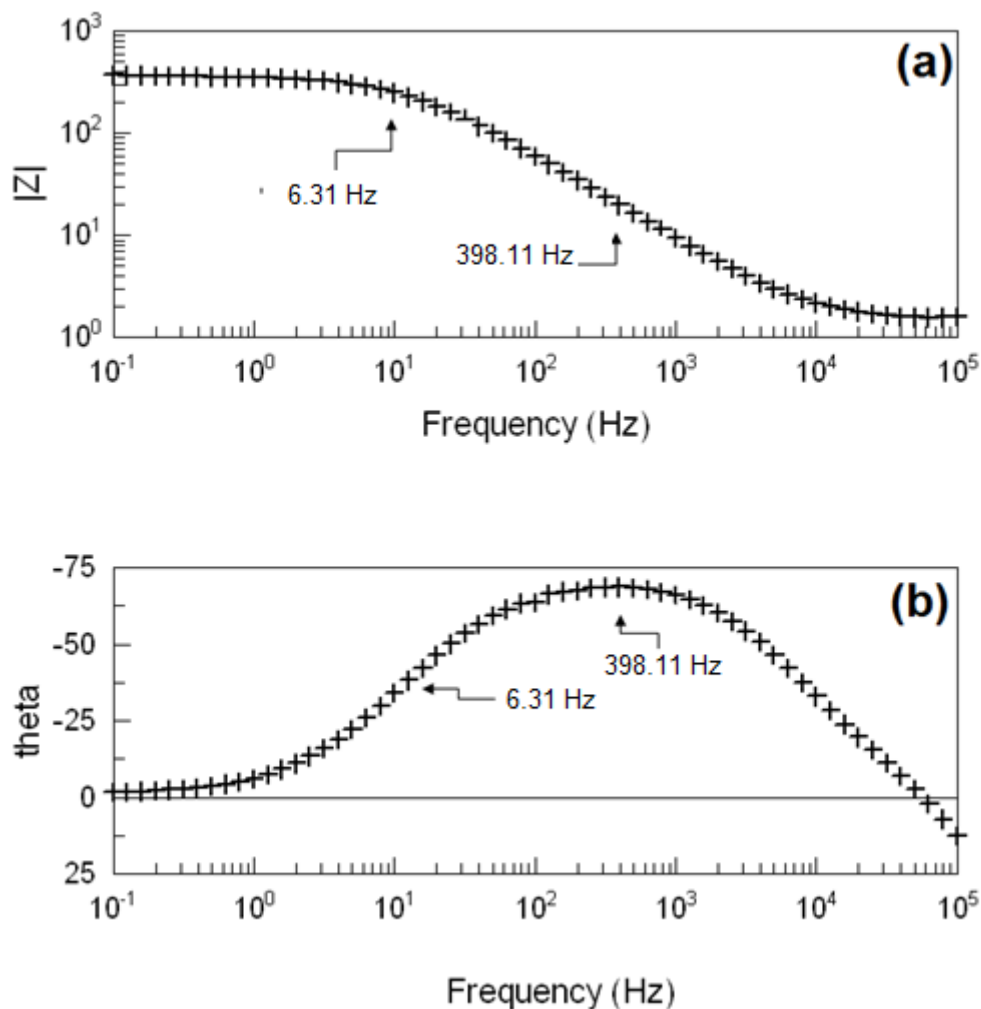 (a)
|Z|
10³
10²
10¹
10⁰
6.31 Hz
398.11 Hz
10⁻¹ 10⁰ 10¹ 10² 10³ 10⁴ 10⁵
Frequency (Hz)
(b)
theta
-75
-50
-25
0
25
398.11 Hz
6.31 Hz
10⁻¹ 10⁰ 10¹ 10² 10³ 10⁴ 10⁵
Frequency (Hz)